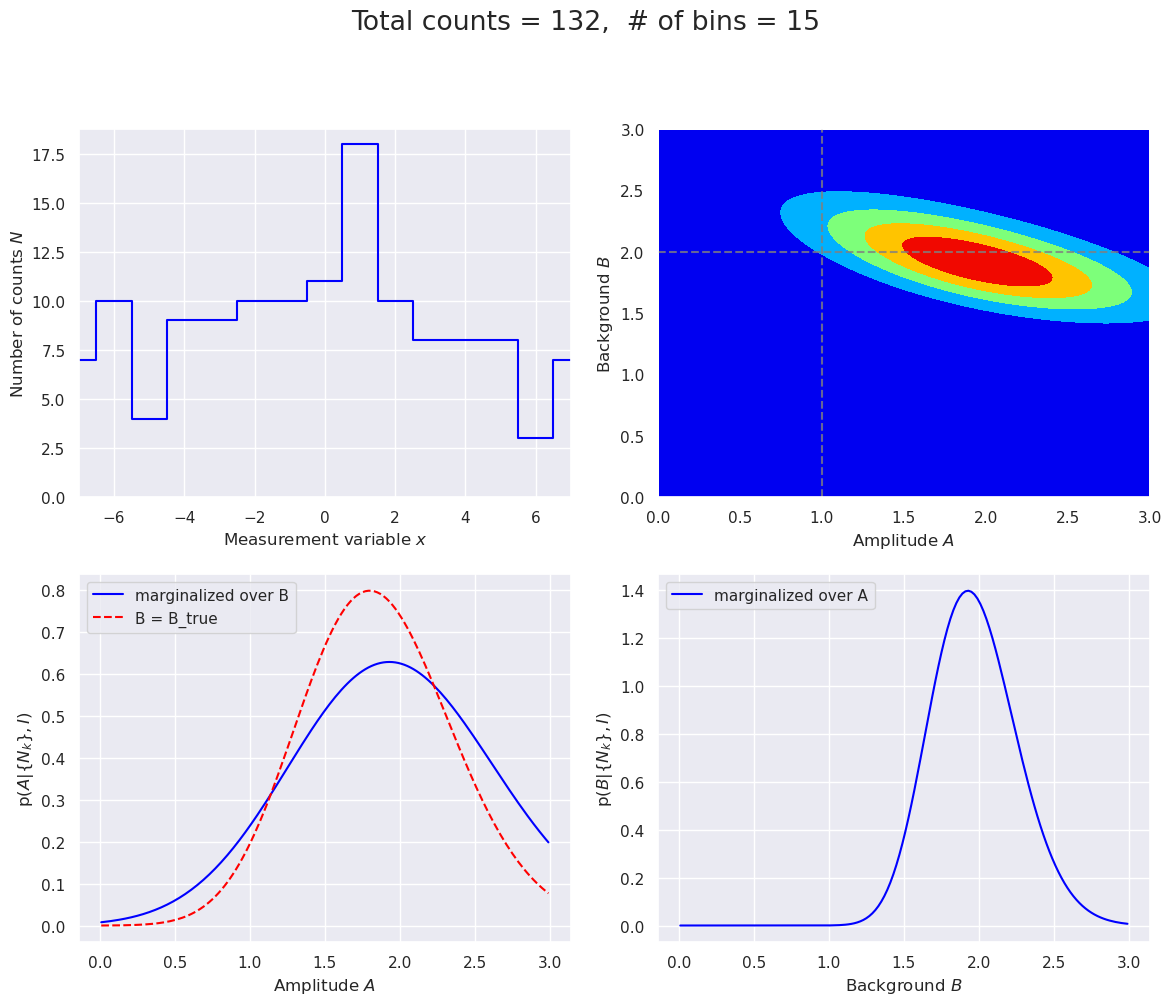 Total counts = 132,  # of bins = 15
17.5
15.0
12.5
10.0
7.5
5.0
2.5
0.0
Number of counts N
−6 −4 −2 0 2 4 6
Measurement variable x
3.0
2.5
2.0
1.5
1.0
0.5
0.0
Background B
0.0 0.5 1.0 1.5 2.0 2.5 3.0
Amplitude A
marginalized over B
B = B_true
0.8
0.7
0.6
0.5
0.4
0.3
0.2
0.1
0.0
p(A|{N_k}, I)
0.0 0.5 1.0 1.5 2.0 2.5 3.0
Amplitude A
marginalized over A
1.4
1.2
1.0
0.8
0.6
0.4
0.2
0.0
p(B|{N_k}, I)
0.0 0.5 1.0 1.5 2.0 2.5 3.0
Background B